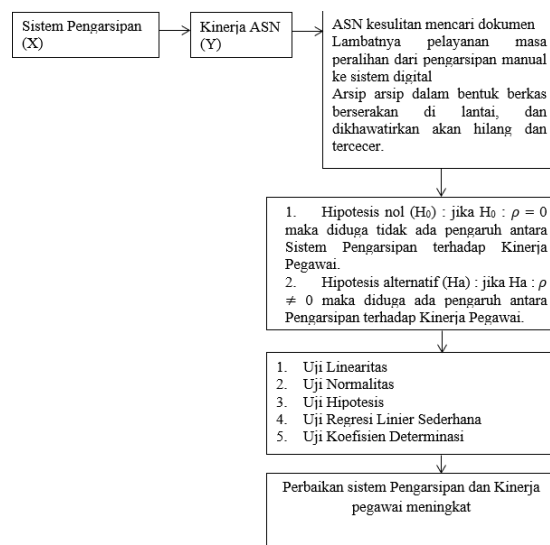 Sistem Pengarsipan
(X)
Kinerja ASN
(Y)
ASN kesulitan mencari dokumen
Lambatnya pelayanan masa
peralihan dari pengarsipan manual
ke sistem digital
Arsip arsip dalam bentuk berkas
berserakan di lantai, dan
dikhawatirkan akan hilang dan
tercecer.
1. Hipotesis nol (H₀) : jika H₀ : 𝜌 = 0
maka diduga tidak ada pengaruh antara
Sistem Pengarsipan terhadap Kinerja
Pegawai.
2. Hipotesis alternatif (Ha) : jika Ha : 𝜌
≠ 0 maka diduga ada pengaruh antara
Pengarsipan terhadap Kinerja Pegawai.
1. Uji Linearitas
2. Uji Normalitas
3. Uji Hipotesis
4. Uji Regresi Linier Sederhana
5. Uji Koefisien Determinasi
Perbaikan sistem Pengarsipan dan Kinerja
pegawai meningkat